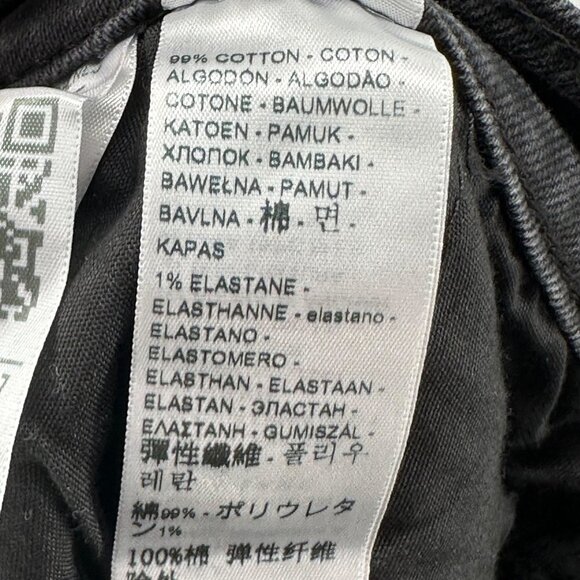 99% COTTON - COTON -
ALGODÓN - ALGODÃO -
COTONE - BAUMWOLLE -
KATOEN - PAMUK -
ХЛОПОК - BAMBAKI -
BAWEŁNA - PAMUT -
BAVLNA - 棉 - 면 -
KAPAS
1% ELASTANE -
ELASTHANNE - elastano -
ELASTANO -
ELASTOMERO -
ELASTHAN - ELASTAAN -
ELASTAN - ЭЛАСТАН -
ΕΛΑΣΤΑΝΗ - GUMISZÁL -
彈性纖維 - 폴리우
레탄
綿99% - ポリウレタ
ン1%
100%棉 弹性纤维
除外